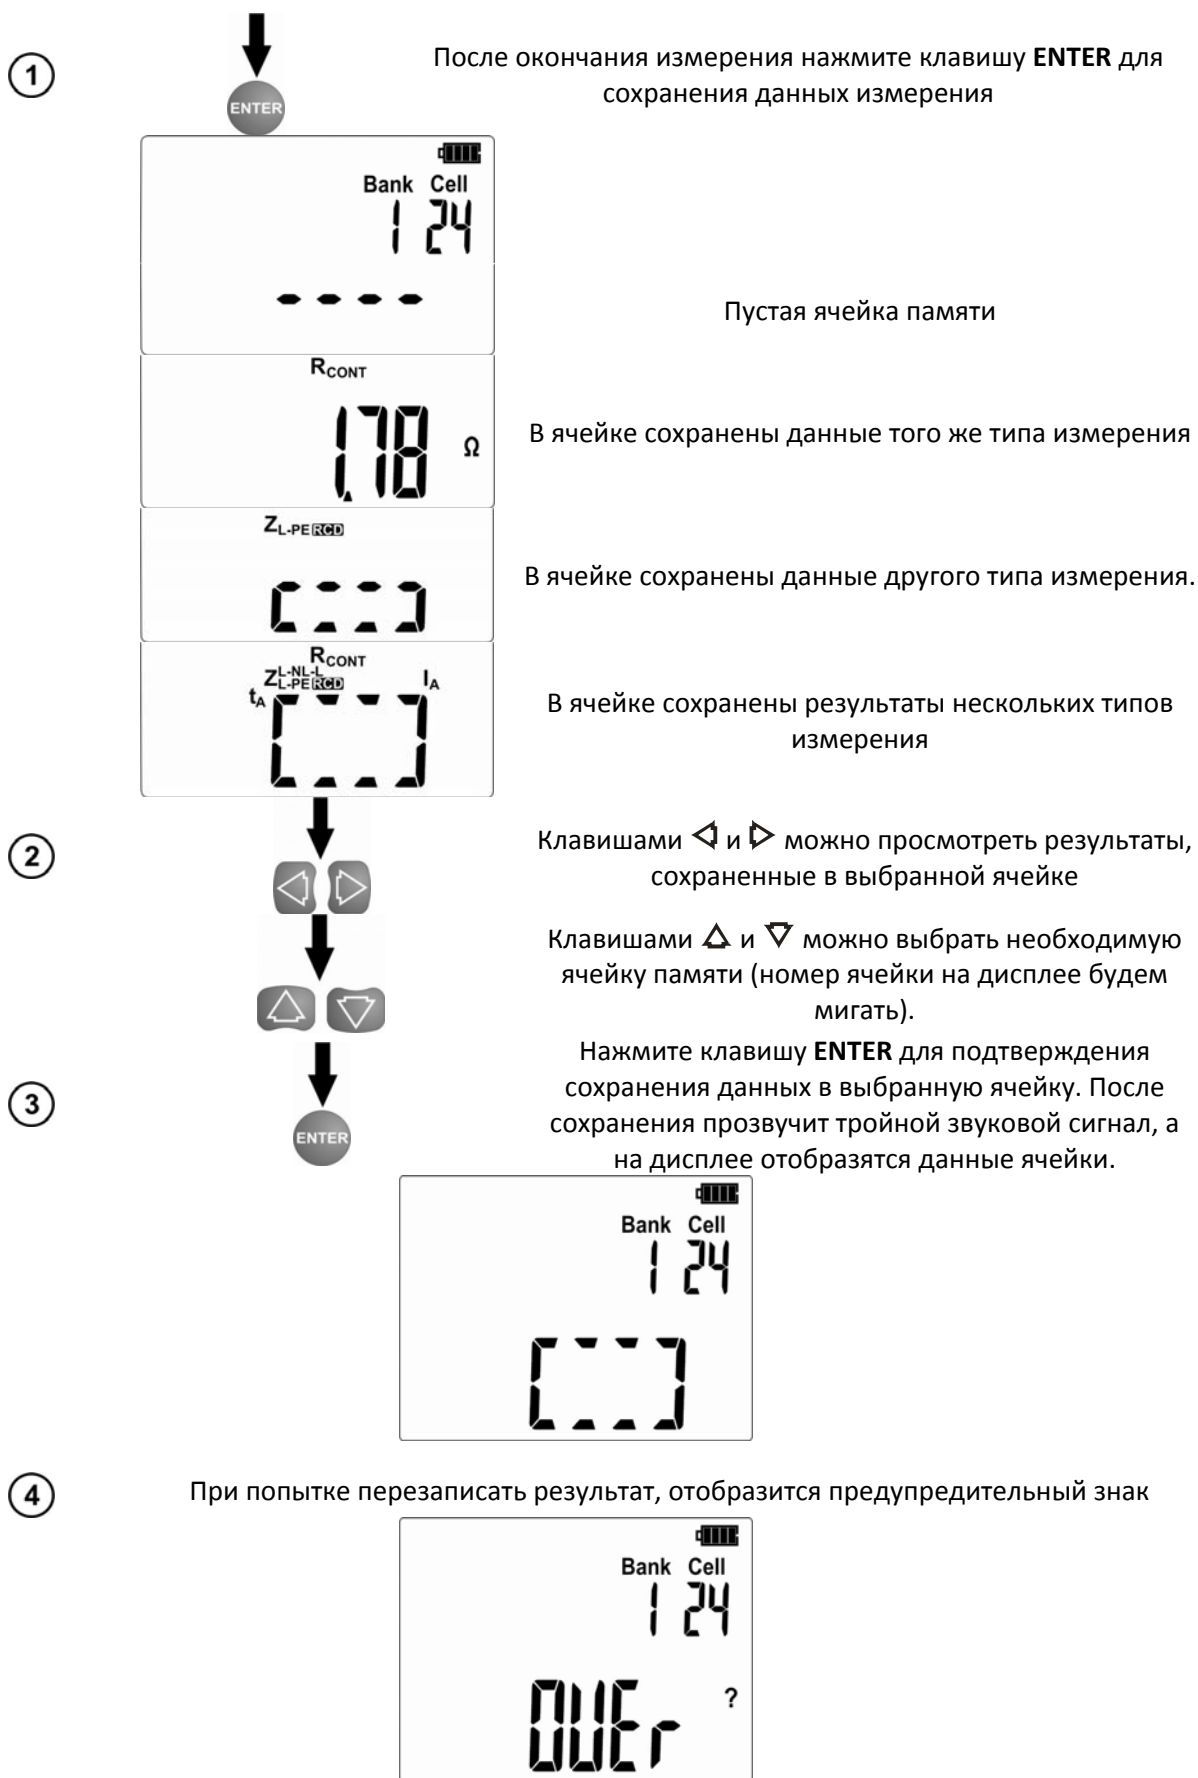 1
После окончания измерения нажмите клавишу ENTER для
сохранения данных измерения
ENTER
Bank Cell
1 24
- - - -
Пустая ячейка памяти
RCONT
1.78 Ω
В ячейке сохранены данные того же типа измерения
ZL-PE RCD
В ячейке сохранены данные другого типа измерения.
RCONT
ZL-NL-L
L-PE RCD
tA
IA
В ячейке сохранены результаты нескольких типов
измерения
2
Клавишами ◁ и ▷ можно просмотреть результаты,
сохраненные в выбранной ячейке
Клавишами △ и ▽ можно выбрать необходимую
ячейку памяти (номер ячейки на дисплее будем
мигать).
3
Нажмите клавишу ENTER для подтверждения
сохранения данных в выбранную ячейку. После
сохранения прозвучит тройной звуковой сигнал, а
на дисплее отобразятся данные ячейки.
ENTER
Bank Cell
1 24
4
При попытке перезаписать результат, отобразится предупредительный знак
Bank Cell
1 24
OUEr ?